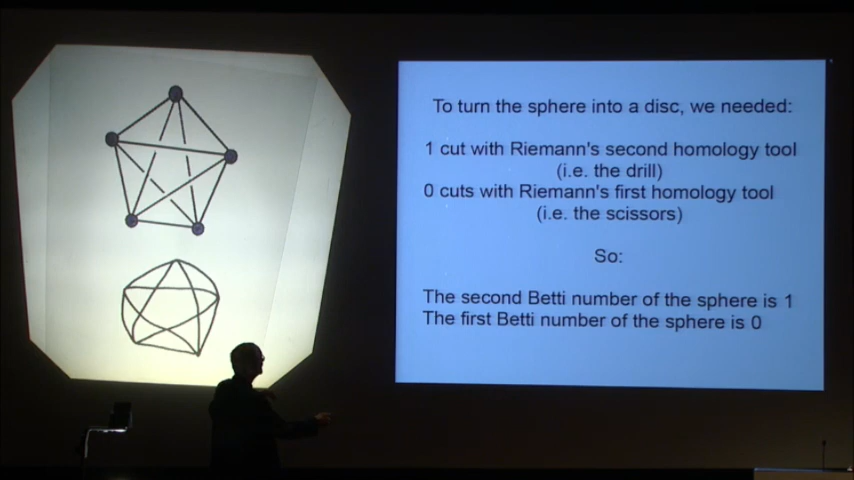 To turn the sphere into a disc, we needed:
1 cut with Riemann's second homology tool
(i.e. the drill)
0 cuts with Riemann's first homology tool
(i.e. the scissors)
So:
The second Betti number of the sphere is 1
The first Betti number of the sphere is 0